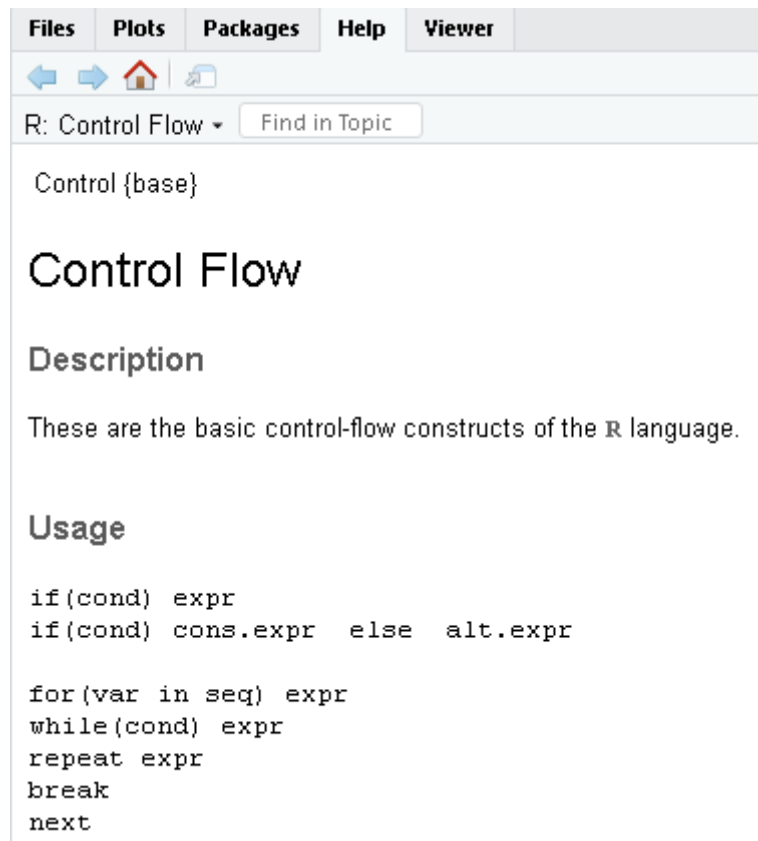 Files Plots Packages Help Viewer
R: Control Flow Find in Topic
Control {base}
Control Flow
Description
These are the basic control-flow constructs of the R language.
Usage
if(cond) expr
if(cond) cons.expr  else  alt.expr
for(var in seq) expr
while(cond) expr
repeat expr
break
next